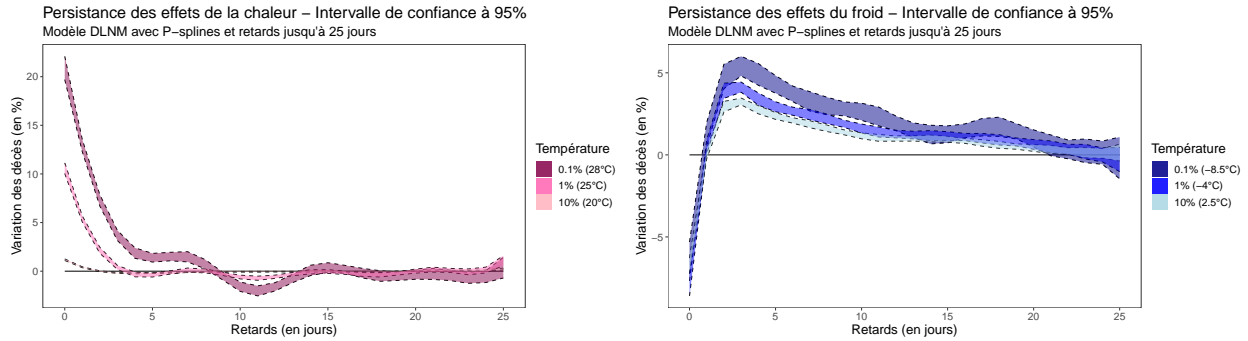 Persistance des effets de la chaleur – Intervalle de confiance à 95%
Modèle DLNM avec P−splines et retards jusqu'à 25 jours
Variation des décès (en %)
20
15
10
5
0
0 5 10 15 20 25
Retards (en jours)
Température
0.1% (28°C)
1% (25°C)
10% (20°C)
Persistance des effets du froid – Intervalle de confiance à 95%
Modèle DLNM avec P−splines et retards jusqu'à 25 jours
Variation des décès (en %)
5
0
−5
0 5 10 15 20 25
Retards (en jours)
Température
0.1% (−8.5°C)
1% (−4°C)
10% (2.5°C)